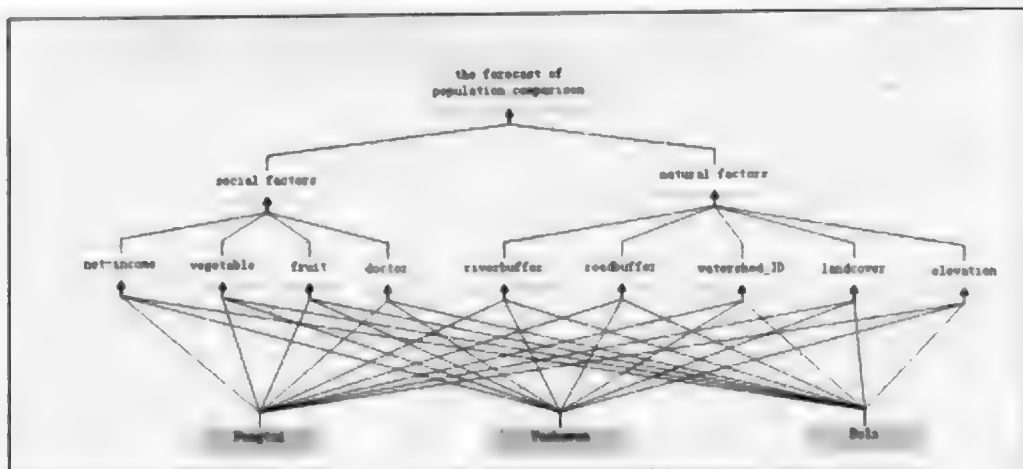 the forecast of
population comparison
social factors
natural factors
net-income vegetable fruit doctor riverbuffer roadbuffer watershed_ID landcover elevation